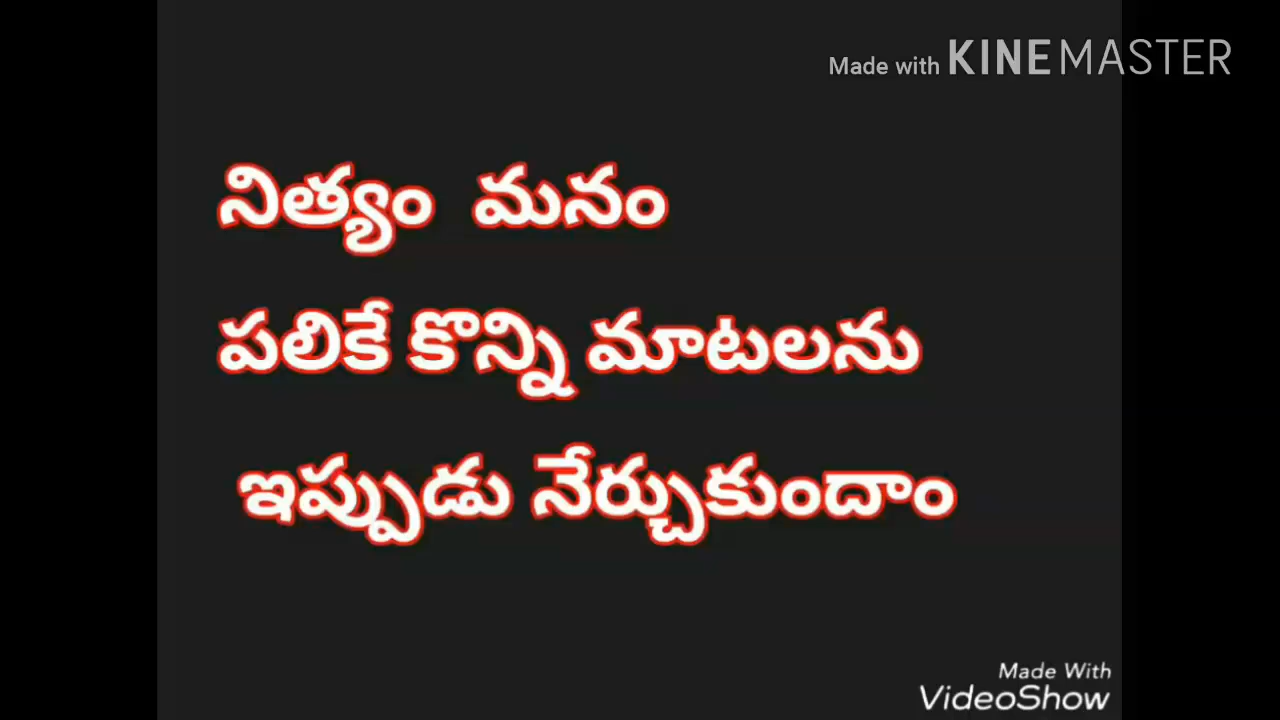 Made with KINEMASTER
నిత్యం మనం
పలికే కొన్ని మాటలను
ఇప్పుడు నేర్చుకుందాం
Made With
VideoShow